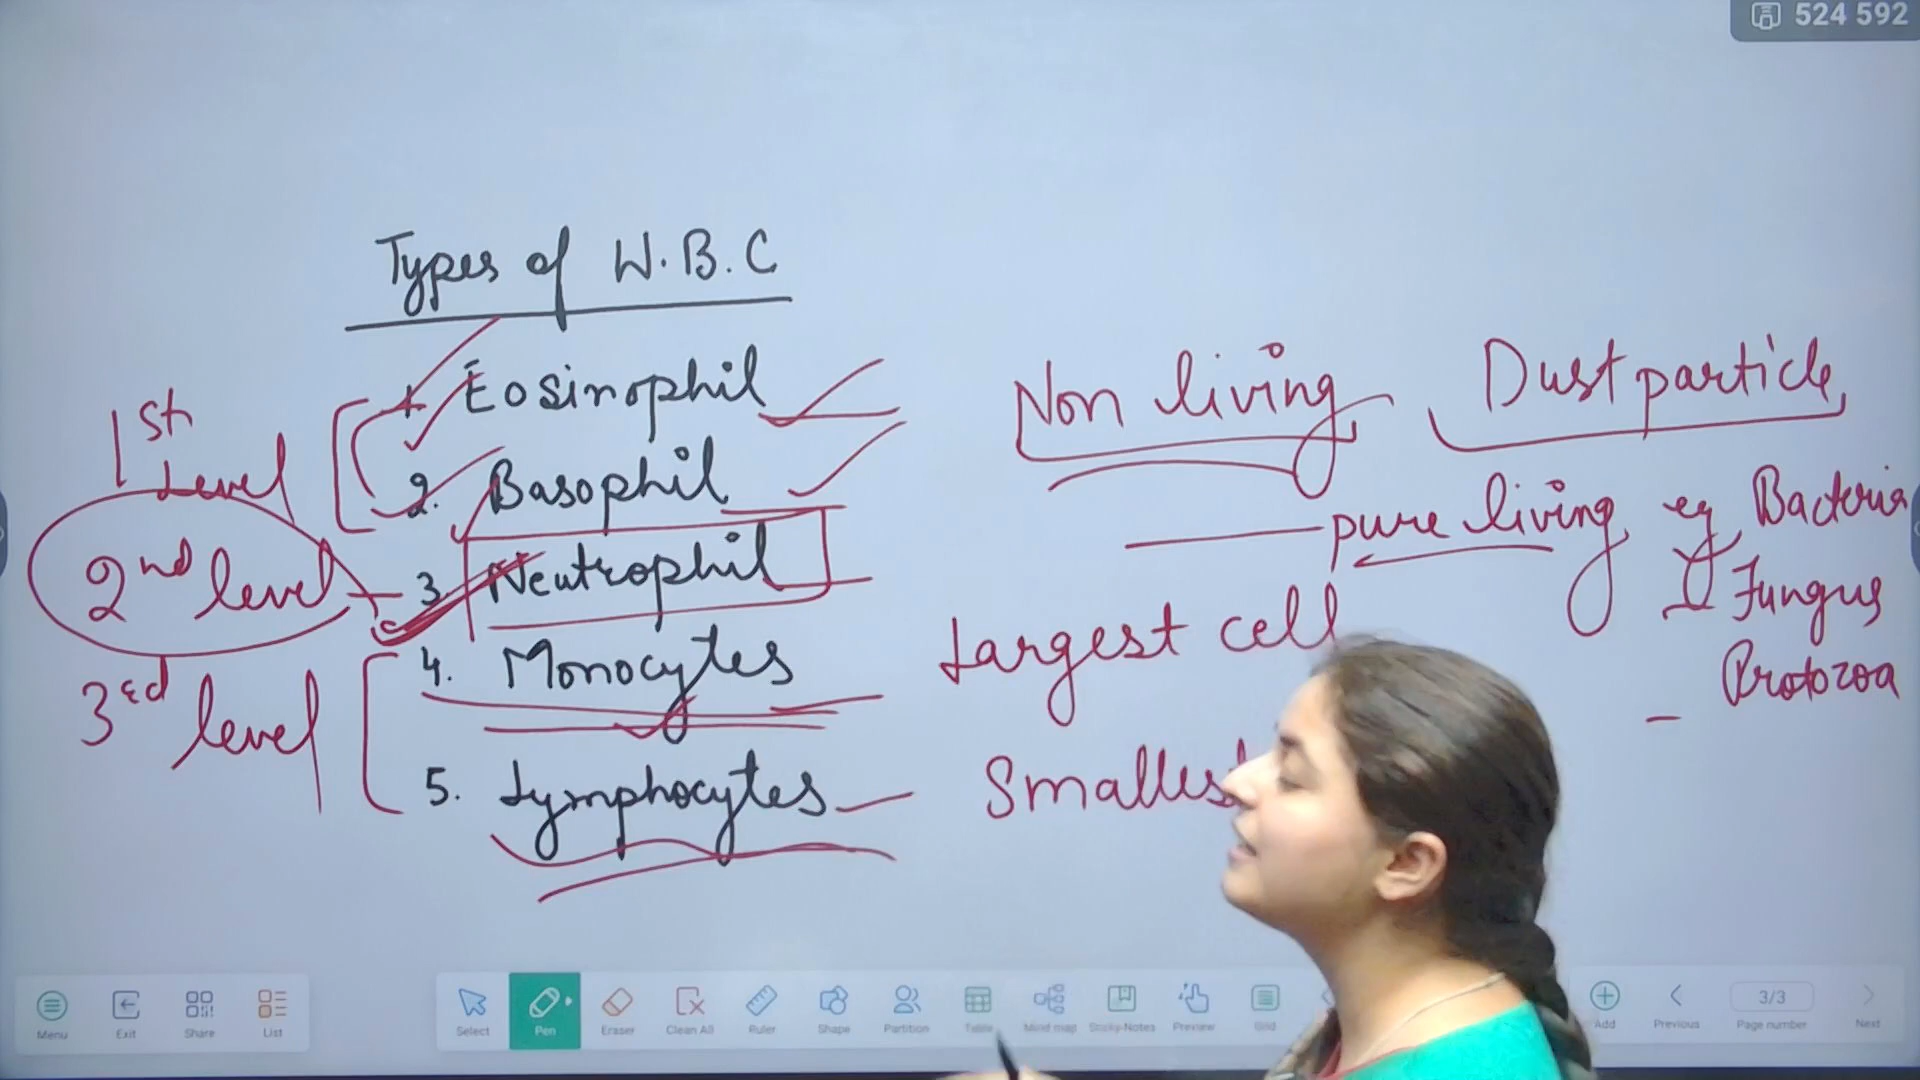 524 592
Types of W.B.C
1. Eosinophil
2. Basophil
3. Neutrophil
4. Monocytes
5. Lymphocytes
1st
Level
2nd level
3rd level
Non living
Dust particle
pure living eg Bacteria
Fungus
Protozoa
Largest cell
Smallest
Menu
Exit
Share
List
Select
Pen
Eraser
Clean All
Ruler
Shape
Partition
Table
Mind map
Sticky-Notes
Preview
Grid
Add
Previous
3/3
Page number
Next